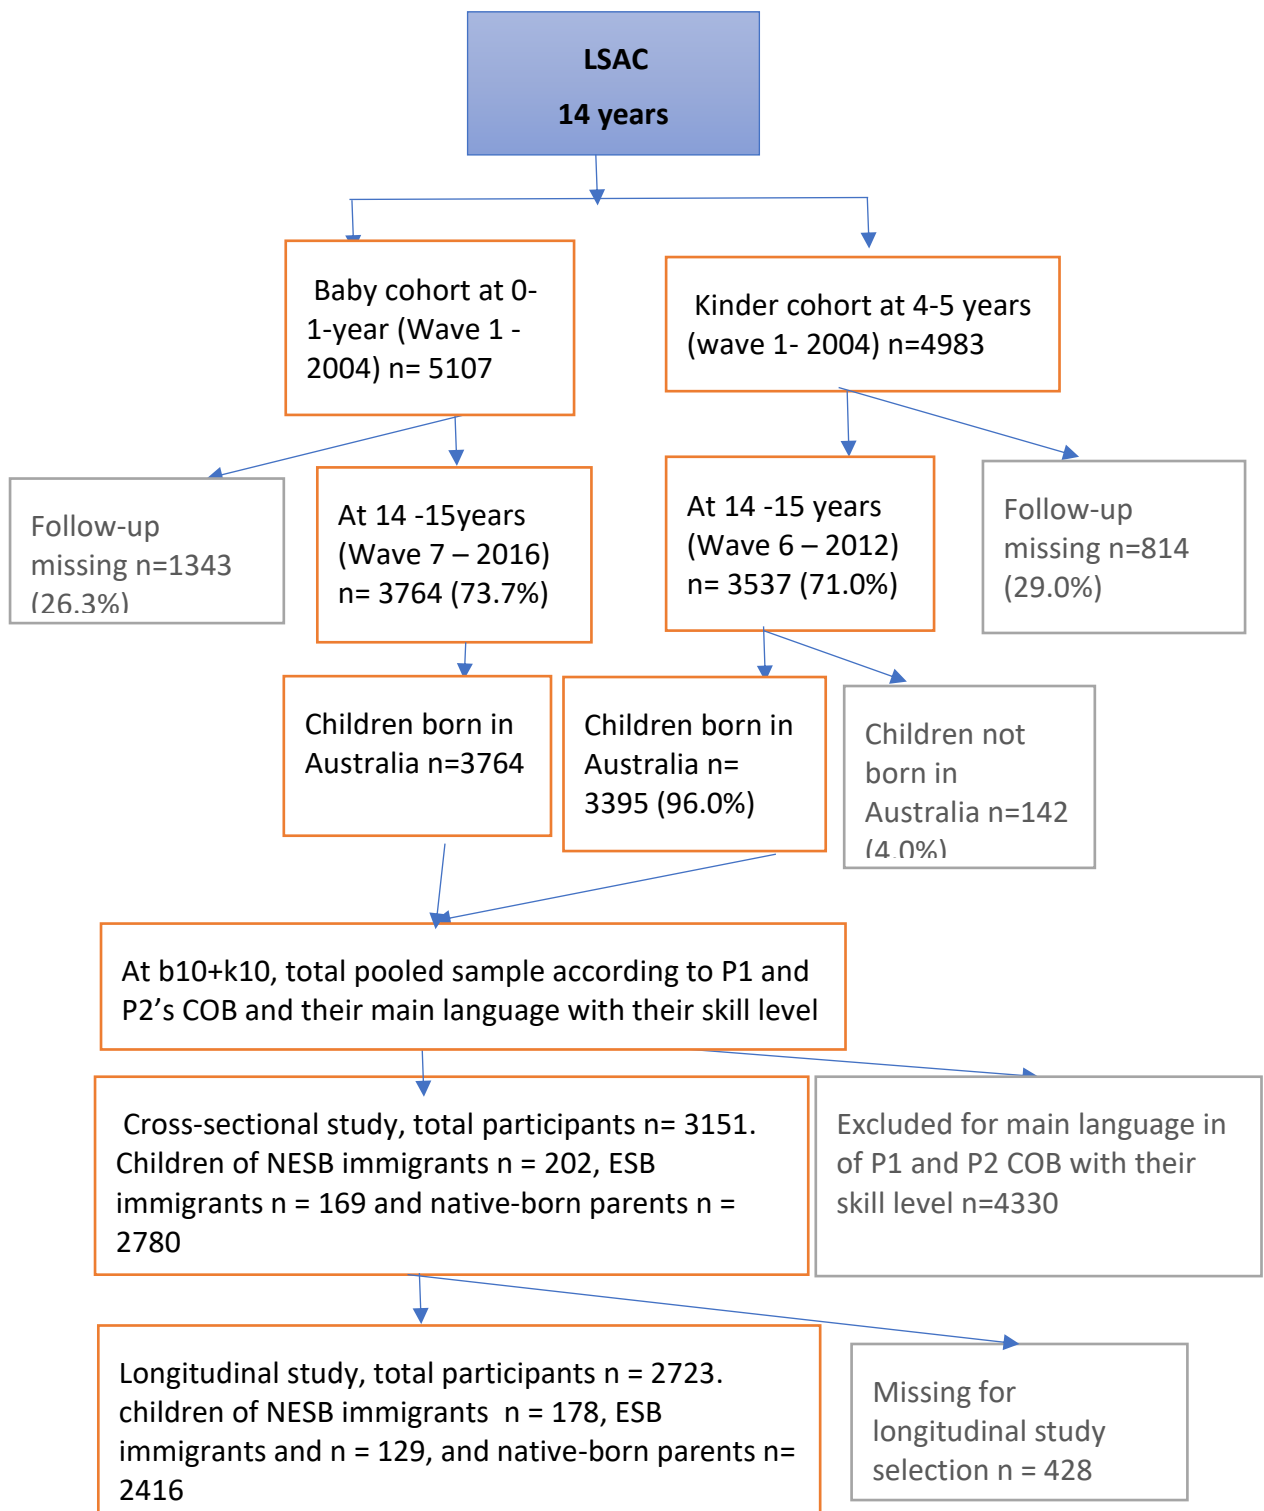 LSAC
14 years
Baby cohort at 0-
1-year (Wave 1 -
2004) n= 5107
Kinder cohort at 4-5 years
(wave 1- 2004) n=4983
Follow-up
missing n=1343
(26.3%)
At 14 -15years
(Wave 7 – 2016)
n= 3764 (73.7%)
At 14 -15 years
(Wave 6 – 2012)
n= 3537 (71.0%)
Follow-up
missing n=814
(29.0%)
Children born in
Australia n=3764
Children born in
Australia n=
3395 (96.0%)
Children not
born in
Australia n=142
(4.0%)
At b10+k10, total pooled sample according to P1 and
P2’s COB and their main language with their skill level
Cross-sectional study, total participants n= 3151.
Children of NESB immigrants n = 202, ESB
immigrants n = 169 and native-born parents n =
2780
Excluded for main language in
of P1 and P2 COB with their
skill level n=4330
Longitudinal study, total participants n = 2723.
children of NESB immigrants  n = 178, ESB
immigrants and n = 129, and native-born parents n=
2416
Missing for
longitudinal study
selection n = 428